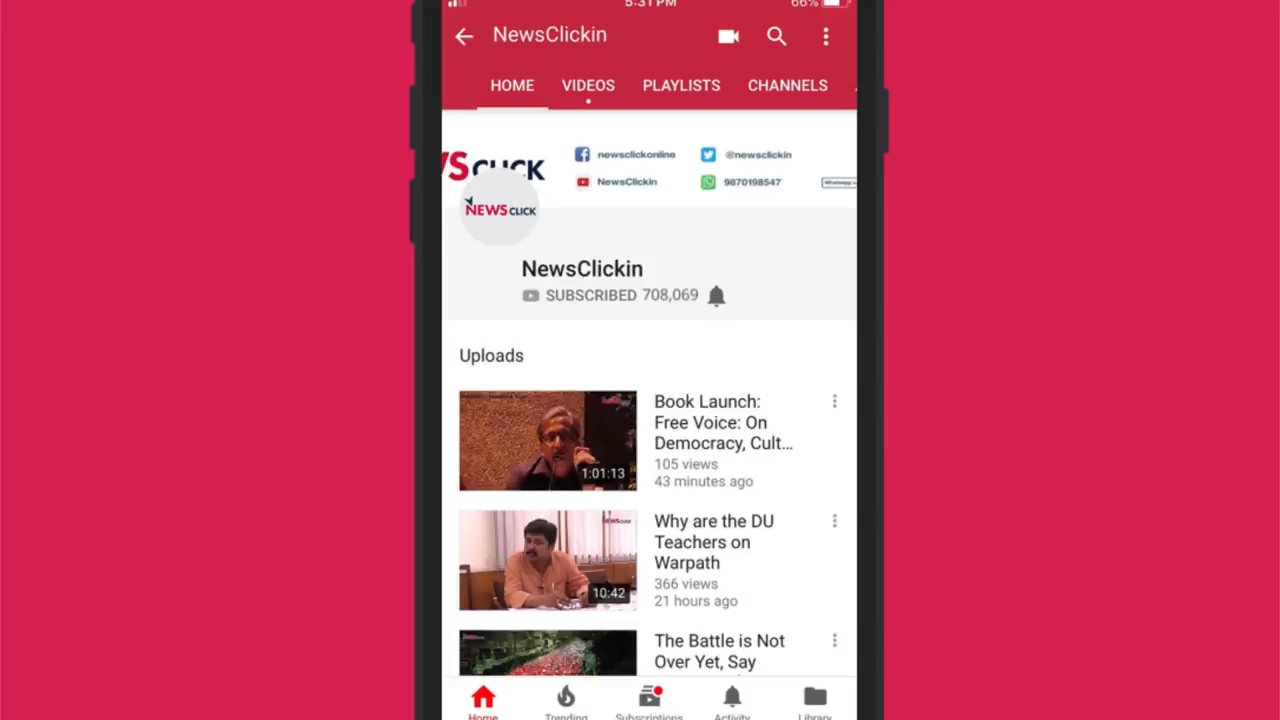 5:31 PM
66%
NewsClickin
HOME VIDEOS PLAYLISTS CHANNELS
CLICK
newsclickonline
@newsclickin
NewsClickin
9870198547
Whatsapp
NEWS CLICK
NewsClickin
SUBSCRIBED 708,069
Uploads
Book Launch:
Free Voice: On
Democracy, Cult...
105 views
43 minutes ago
1:01:13
Why are the DU
Teachers on
Warpath
366 views
21 hours ago
NEWSCLICK
10:42
The Battle is Not
Over Yet, Say
Home Trending Subscriptions Activity Library